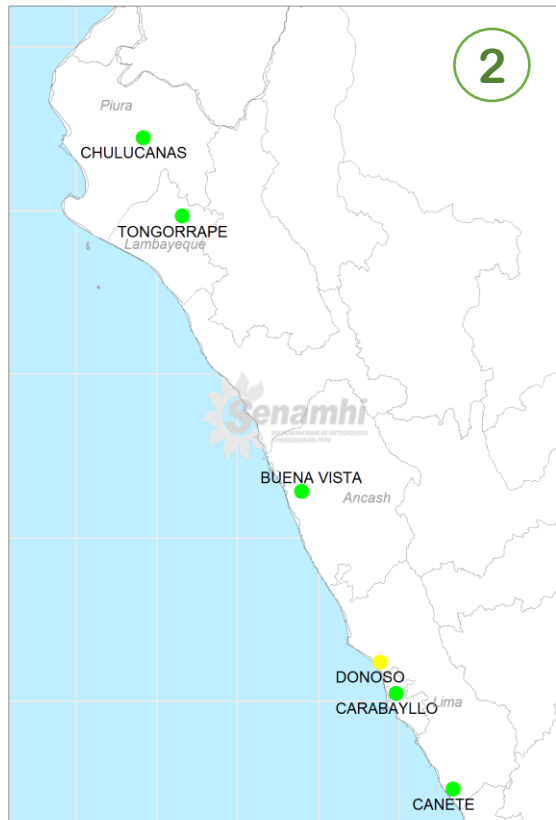 2
Piura
CHULUCANAS
TONGORRAPE
Lambayeque
Senamhi
BUENA VISTA
Ancash
DONOSO
Lima
CARABAYLLO
CANETE